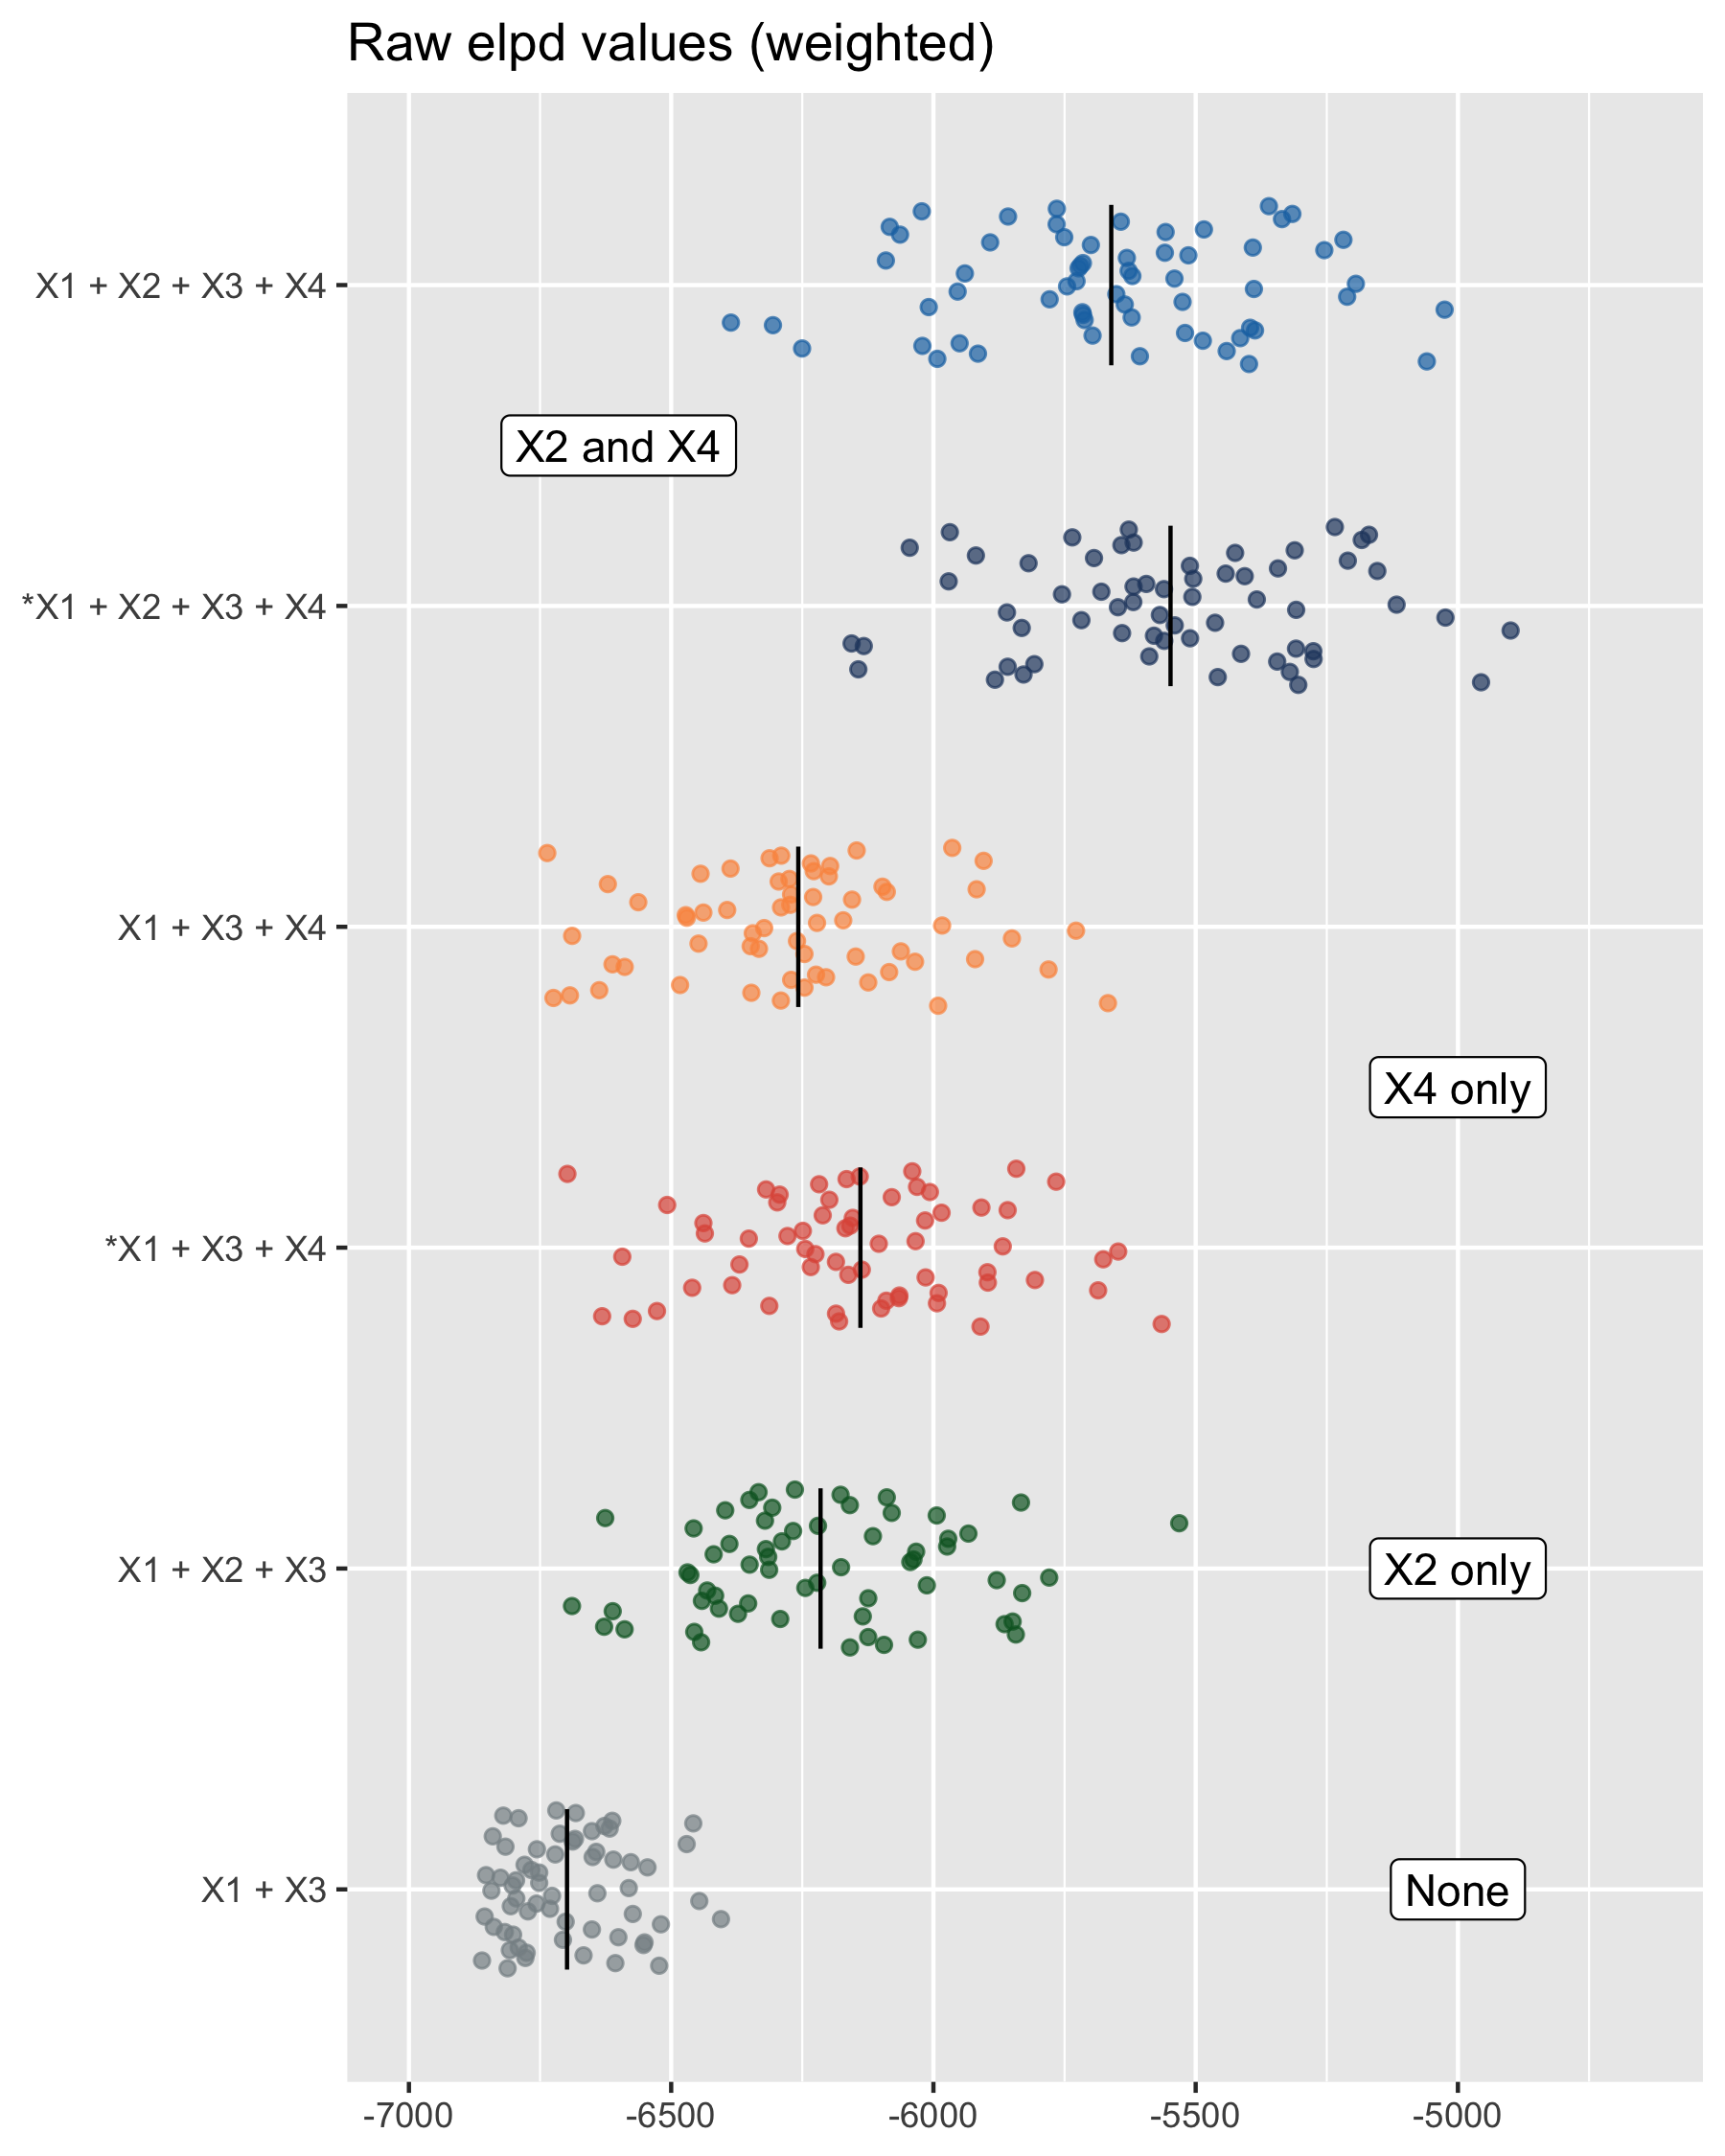 Raw elpd values (weighted)
X1 + X2 + X3 + X4
X2 and X4
*X1 + X2 + X3 + X4
X1 + X3 + X4
X4 only
*X1 + X3 + X4
X1 + X2 + X3
X2 only
X1 + X3
None
-7000
-6500
-6000
-5500
-5000